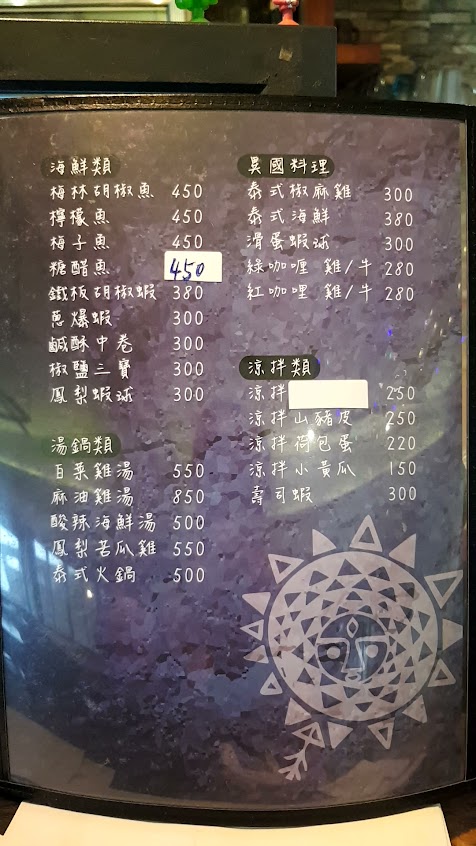 海鮮類
梅林胡椒魚 450
檸檬魚 450
梅子魚 450
糖醋魚 450
鐵板胡椒蝦 380
蔥爆蝦 300
鹹酥中卷 300
椒鹽三寶 300
鳳梨蝦球 300
湯鍋類
百菜雞湯 550
麻油雞湯 850
酸辣海鮮湯 500
鳳梨苦瓜雞 550
泰式火鍋 500
異國料理
泰式椒麻雞 300
泰式海鮮 380
滑蛋蝦球 300
綠咖喱 雞/牛 280
紅咖哩 雞/牛 280
涼拌類
涼拌 250
涼拌山豬皮 250
涼拌荷包蛋 220
涼拌小黃瓜 150
壽司蝦 300